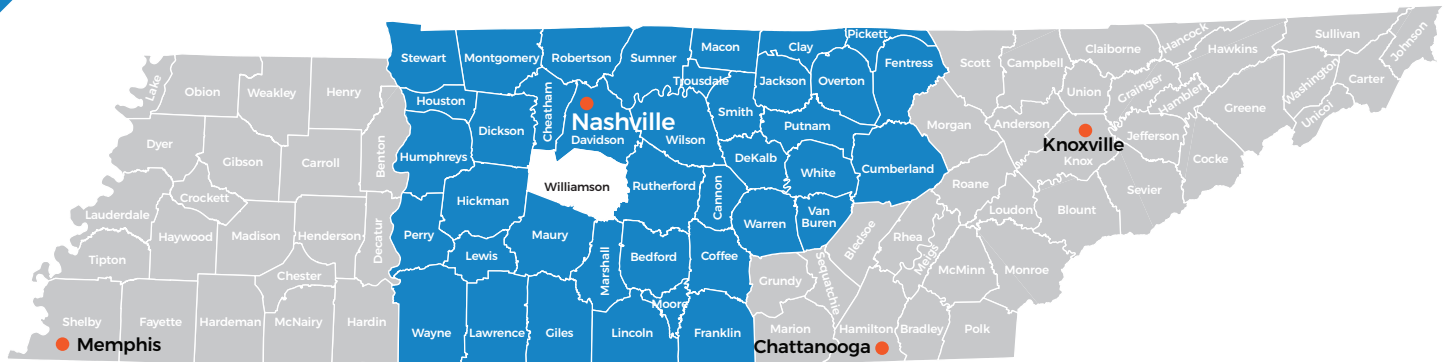 Stewart
Montgomery
Robertson
Sumner
Macon
Clay
Pickett
Fentress
Scott
Campbell
Claiborne
Hancock
Hawkins
Sullivan
Johnson
Lake
Obion
Weakley
Henry
Houston
Dickson
Cheatham
Nashville
Davidson
Trousdale
Smith
Jackson
Overton
Wilson
Putnam
Morgan
Anderson
Union
Grainger
Hamblen
Greene
Washington
Unicoi
Carter
Dyer
Gibson
Carroll
Benton
Humphreys
Williamson
Rutherford
DeKalb
White
Cumberland
Knoxville
Knox
Jefferson
Cocke
Sevier
Crockett
Lauderdale
Haywood
Madison
Henderson
Decatur
Perry
Hickman
Maury
Cannon
Warren
Van
Buren
Roane
Loudon
Blount
Tipton
Chester
Lewis
Marshall
Bedford
Coffee
Grundy
Sequatchie
Bledsoe
Rhea
Meigs
McMinn
Monroe
Shelby
Fayette
Hardeman
McNairy
Hardin
Wayne
Lawrence
Giles
Lincoln
Moore
Franklin
Marion
Hamilton
Bradley
Polk
Memphis
Chattanooga